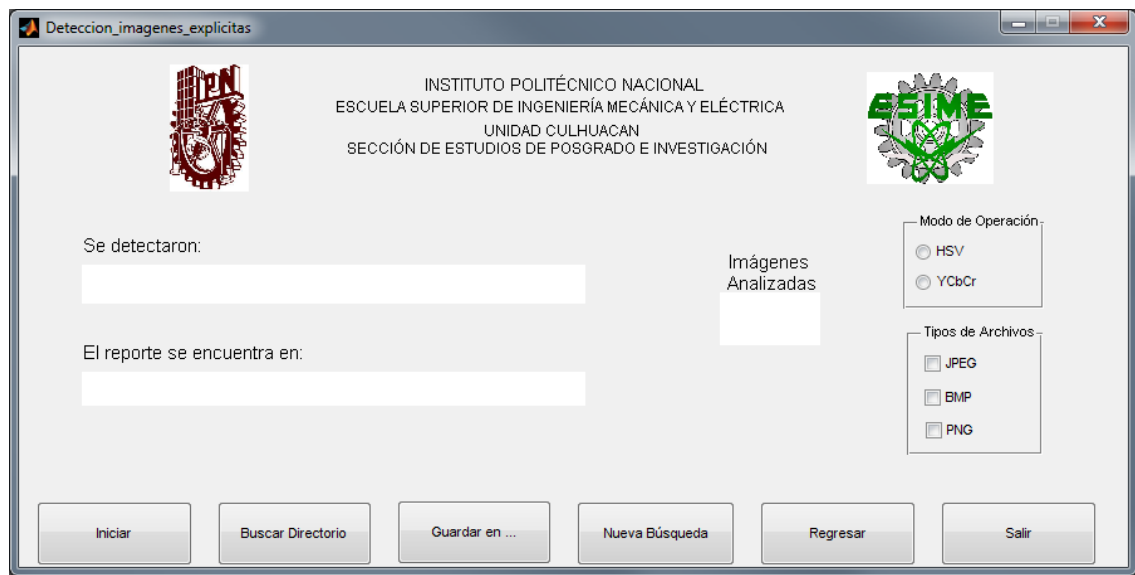 Deteccion_imagenes_explicitas
IPN
INSTITUTO POLITÉCNICO NACIONAL
ESCUELA SUPERIOR DE INGENIERÍA MECÁNICA Y ELÉCTRICA
UNIDAD CULHUACAN
SECCIÓN DE ESTUDIOS DE POSGRADO E INVESTIGACIÓN
ESIME
Se detectaron:
Imágenes
Analizadas
El reporte se encuentra en:
Modo de Operación
HSV
YCbCr
Tipos de Archivos
JPEG
BMP
PNG
Iniciar
Buscar Directorio
Guardar en ...
Nueva Búsqueda
Regresar
Salir